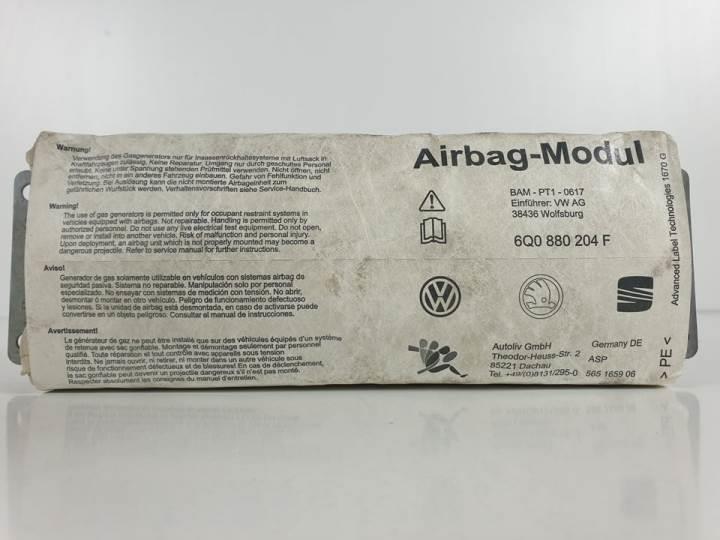 Warnung!
Verwendung des Gasgenerators nur für Insassenrückhaltesysteme mit Luftsack in
Kraftfahrzeugen zulässig. Keine Reparatur. Umgang nur durch geschultes Personal
erlaubt. Keine unter Spannung stehenden Prüfmittel verwenden. Nicht öffnen, nicht
entfernen, nicht in anderes Fahrzeug einbauen. Gefahr von Fehlfunktion und
Verletzung. Bei Auslösung kann die nicht montierte Airbageinheit zum
gefährlichen Wurfstück werden. Verhaltensvorschriften siehe Service-Handbuch.
Warning!
The use of gas generators is permitted only for occupant restraint systems in
vehicles equipped with airbags. Not repairable. Handling is permitted only by
authorized personnel. Do not use any live electrical test equipment. Do not open,
remove or install into another vehicle. Risk of malfunction and personal injury.
Upon deployment, an airbag unit which is not properly mounted may become a
dangerous projectile. Refer to service manual for further instructions.
Aviso!
Generador de gas solamente utilizable en vehículos con sistemas airbag de
seguridad pasiva. Sistema no reparable. Manipulación solo por personal
especializado. No ensayar con sistemas de medición con tensión. No abrir,
desmontar ó montar en otro vehículo. Peligro de funcionamiento defectuoso
y lesiones. Si la unidad de airbag está desmontada, en caso de activarse puede
convertirse en un objeto peligroso. Consultar el manual de instrucciones.
Avertissement!
Le générateur de gaz ne peut être installé que sur des véhicules équipés d'un système
de retenue avec sac gonflable. Montage et démontage seulement par personnel
qualifié. Toute réparation et tout contrôle avec appareils sous tension
interdits. Ne jamais ouvrir, ni retirer, ni monter dans un autre véhicule sous
risque de fonctionnement défectueux et de blessures! En cas de déclenchement,
le sac gonflable peut devenir un projectile dangereux s'il n'est pas monté.
Respecter absolument les consignes du manuel d'entretien.
Airbag-Modul
BAM - PT1 - 0617
Einführer: VW AG
38436 Wolfsburg
6Q0 880 204 F
Autoliv GmbH
Theodor-Heuss-Str. 2
85221 Dachau
Tel. +49/(0)8131/295-0
Germany DE
ASP
565 1659 06
Advanced Label Technologies 1670 G
> PE <